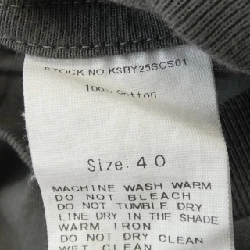 STOCK NO.KSRY25SCS01
100% Cotton
Size: 40
MACHINE WASH WARM
DO NOT BLEACH
DO NOT TUMBLE DRY
LINE DRY IN THE SHADE
WARM IRON
DO NOT DRY CLEAN
WET CLEAN